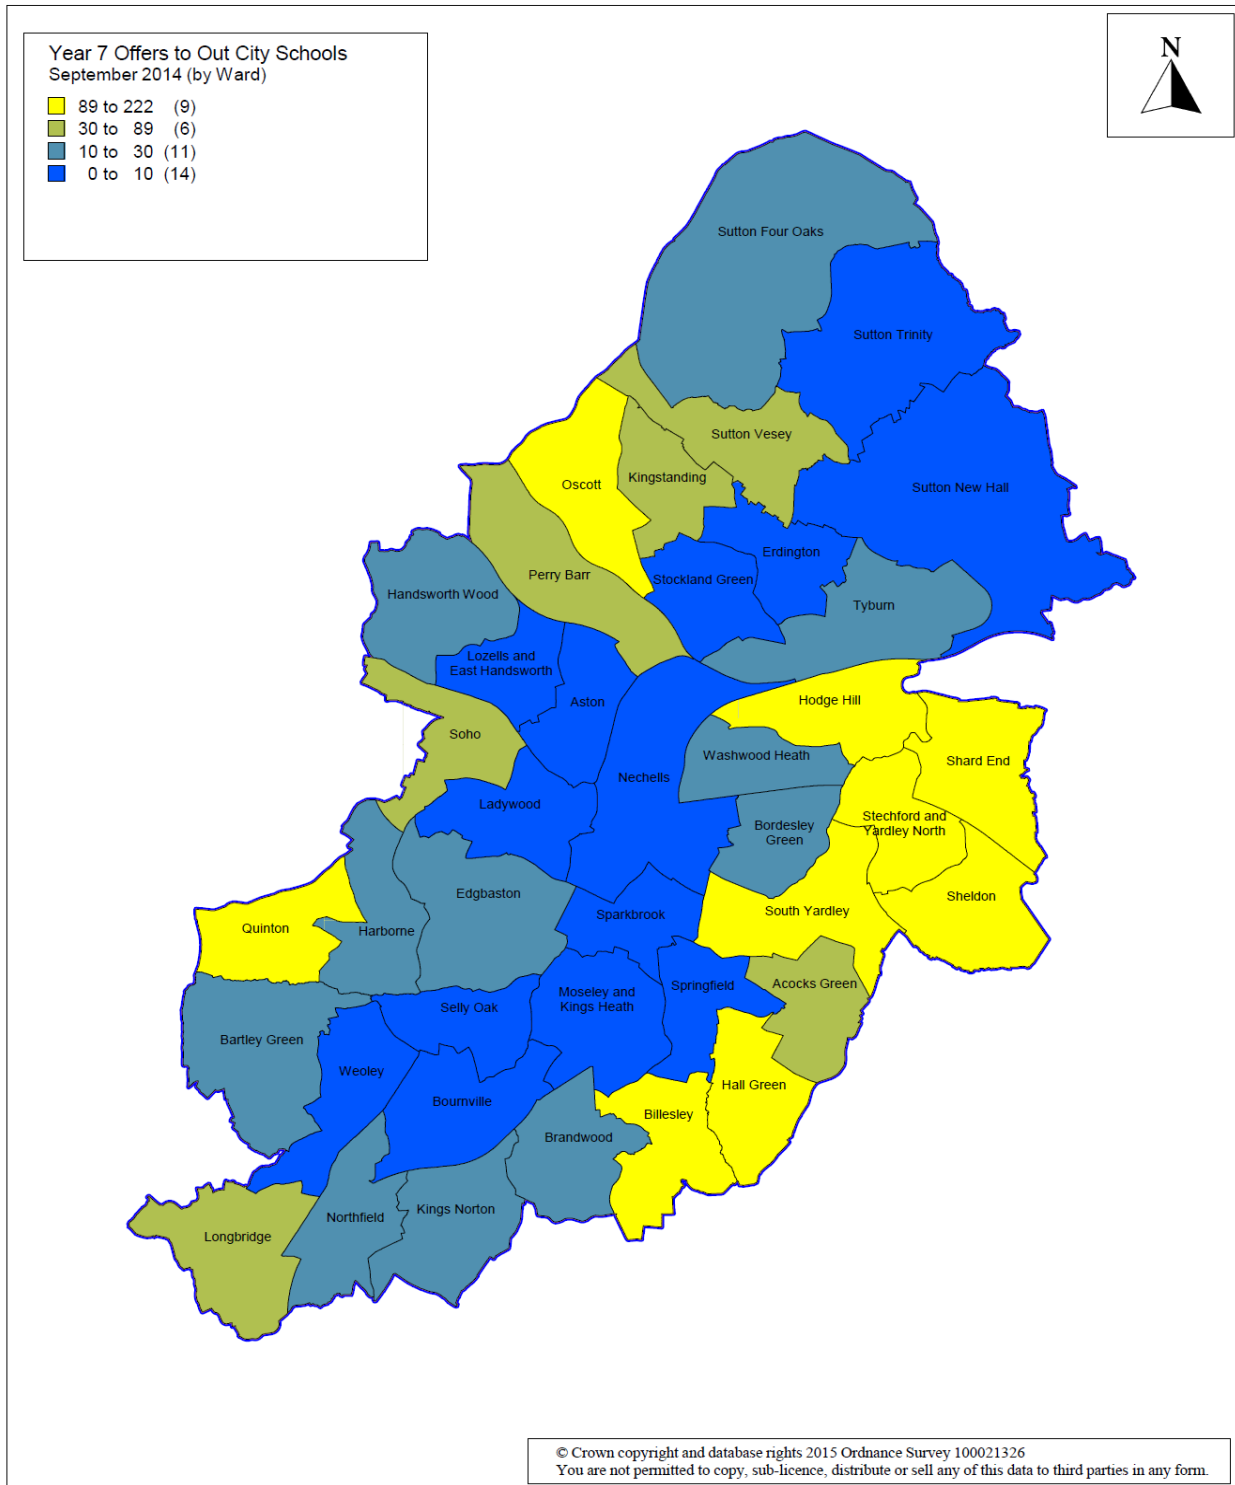 Year 7 Offers to Out City Schools
September 2014 (by Ward)
89 to 222 (9)
30 to 89 (6)
10 to 30 (11)
0 to 10 (14)
N
Sutton Four Oaks
Sutton Trinity
Sutton Vesey
Kingstanding
Oscott
Sutton New Hall
Erdington
Stockland Green
Perry Barr
Handsworth Wood
Tyburn
Lozells and
East Handsworth
Aston
Hodge Hill
Soho
Washwood Heath
Shard End
Nechells
Ladywood
Stechford and
Yardley North
Bordesley
Green
Edgbaston
Sheldon
South Yardley
Sparkbrook
Quinton
Harborne
Acocks Green
Springfield
Moseley and
Kings Heath
Selly Oak
Bartley Green
Weoley
Hall Green
Bournville
Billesley
Brandwood
Kings Norton
Northfield
Longbridge
© Crown copyright and database rights 2015 Ordnance Survey 100021326
You are not permitted to copy, sub-licence, distribute or sell any of this data to third parties in any form.